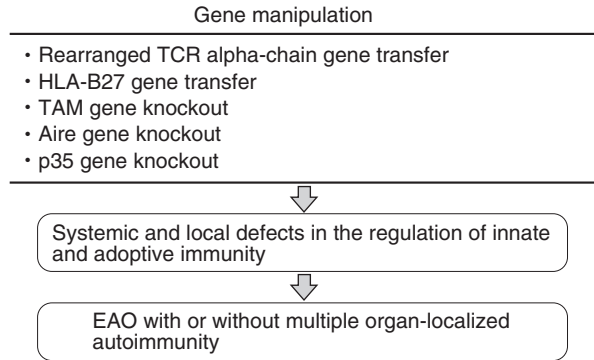 Gene manipulation
・Rearranged TCR alpha-chain gene transfer
・HLA-B27 gene transfer
・TAM gene knockout
・Aire gene knockout
・p35 gene knockout
Systemic and local defects in the regulation of innate
and adoptive immunity
EAO with or without multiple organ-localized
autoimmunity